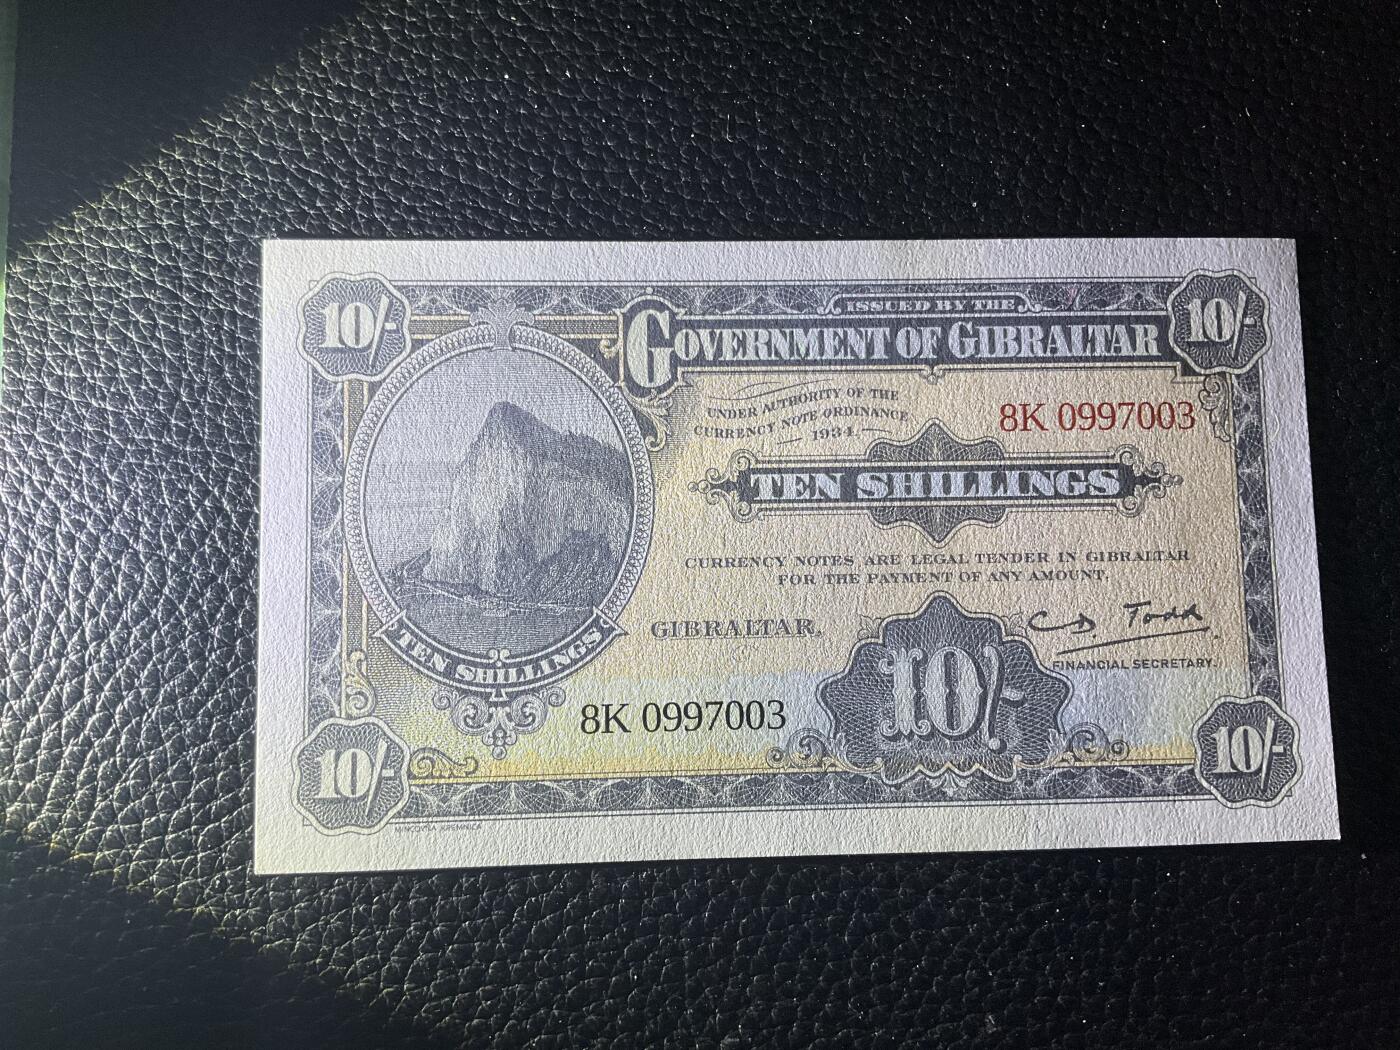 10/-
ISSUED BY THE
10/-
GOVERNMENT OF GIBRALTAR
UNDER AUTHORITY OF THE
CURRENCY NOTE ORDINANCE
1934.
8K 0997003
TEN SHILLINGS
CURRENCY NOTES ARE LEGAL TENDER IN GIBRALTAR
FOR THE PAYMENT OF ANY AMOUNT.
GIBRALTAR.
C D. Todd
FINANCIAL SECRETARY.
TEN SHILLINGS
8K 0997003
10/-
10/-
10/-
MINCOVŇA KREMNICA